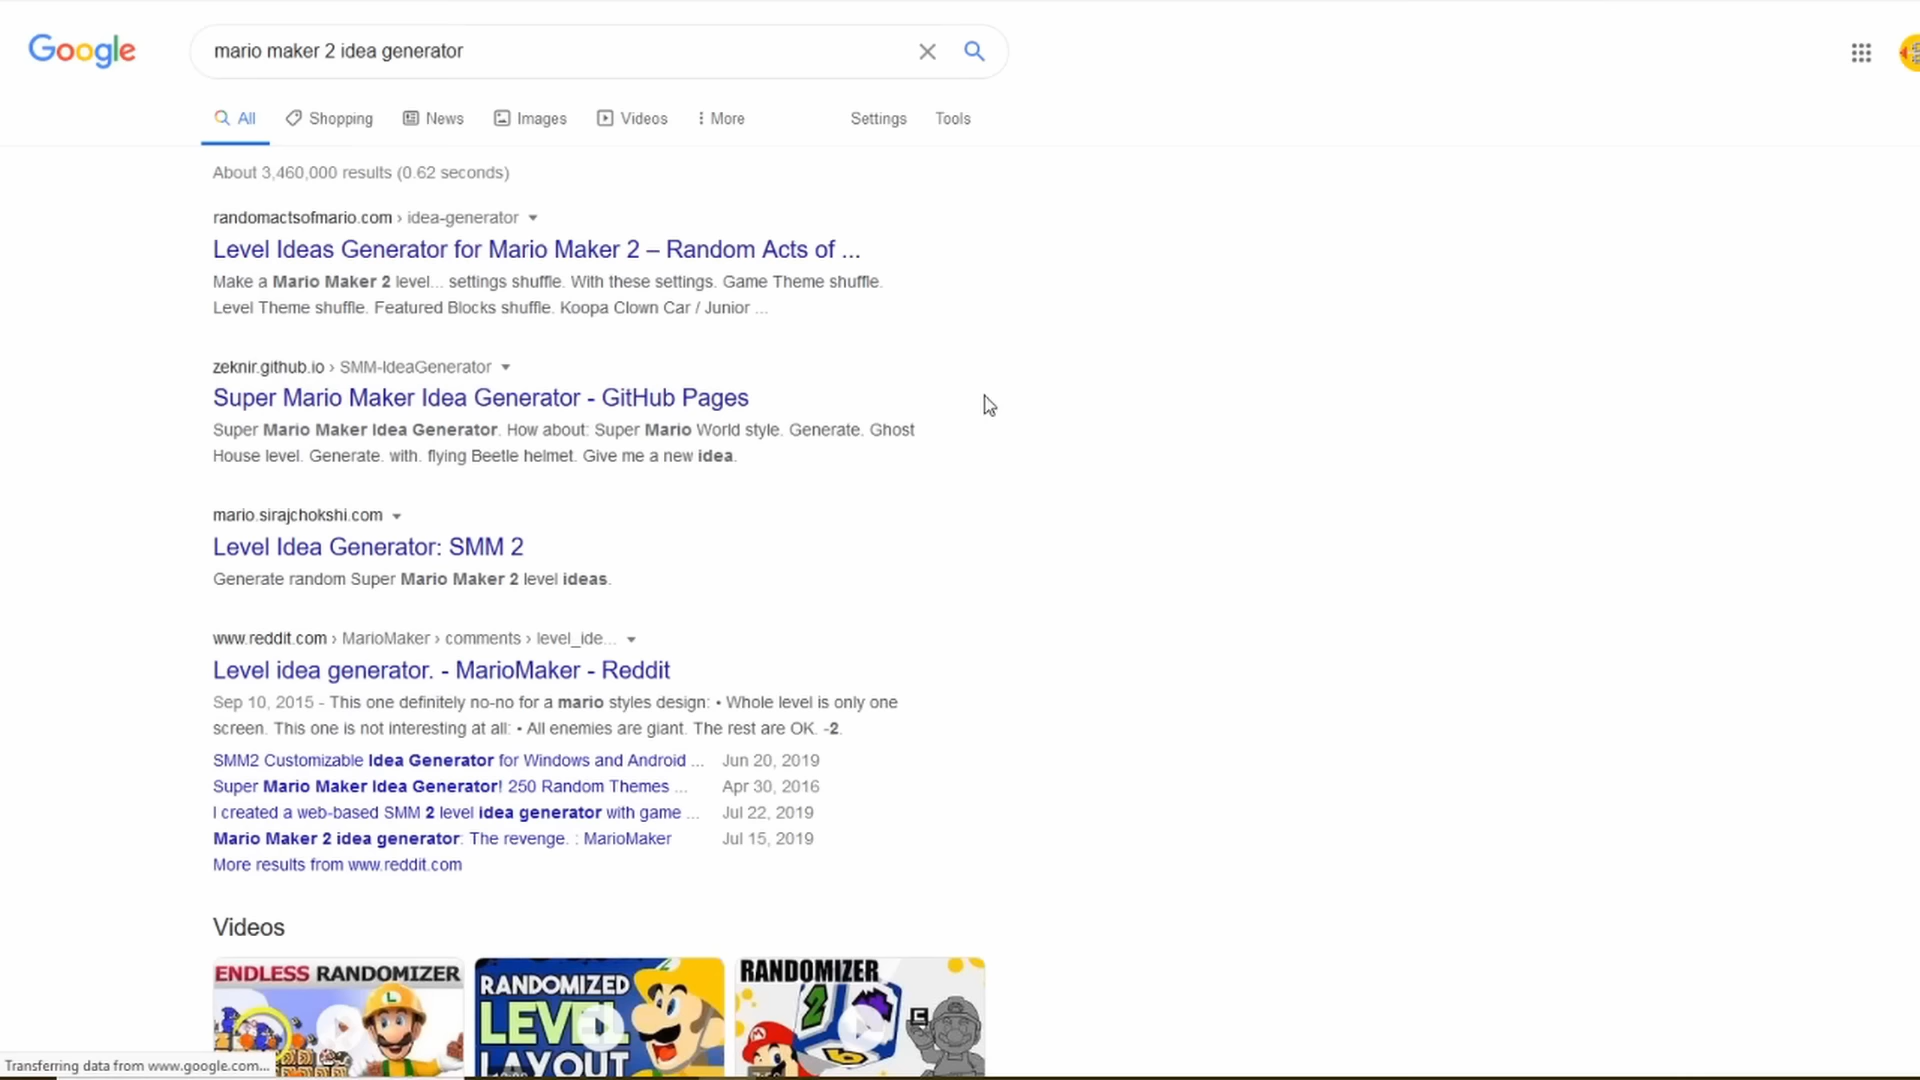 Google
mario maker 2 idea generator
All Shopping News Images Videos More Settings Tools
About 3,460,000 results (0.62 seconds)
randomactsofmario.com › idea-generator
Level Ideas Generator for Mario Maker 2 – Random Acts of ...
Make a Mario Maker 2 level... settings shuffle. With these settings. Game Theme shuffle.
Level Theme shuffle. Featured Blocks shuffle. Koopa Clown Car / Junior ...
zeknir.github.io › SMM-IdeaGenerator
Super Mario Maker Idea Generator - GitHub Pages
Super Mario Maker Idea Generator. How about: Super Mario World style. Generate. Ghost
House level. Generate. with. flying Beetle helmet. Give me a new idea.
mario.sirajchokshi.com
Level Idea Generator: SMM 2
Generate random Super Mario Maker 2 level ideas.
www.reddit.com › MarioMaker › comments › level_ide...
Level idea generator. - MarioMaker - Reddit
Sep 10, 2015 - This one definitely no-no for a mario styles design: • Whole level is only one
screen. This one is not interesting at all: • All enemies are giant. The rest are OK. -2.
SMM2 Customizable Idea Generator for Windows and Android ... Jun 20, 2019
Super Mario Maker Idea Generator! 250 Random Themes ... Apr 30, 2016
I created a web-based SMM 2 level idea generator with game ... Jul 22, 2019
Mario Maker 2 idea generator: The revenge. : MarioMaker Jul 15, 2019
More results from www.reddit.com
Videos
ENDLESS RANDOMIZER
RANDOMIZED
LEVEL
LAYOUT
RANDOMIZER
Transferring data from www.google.com...